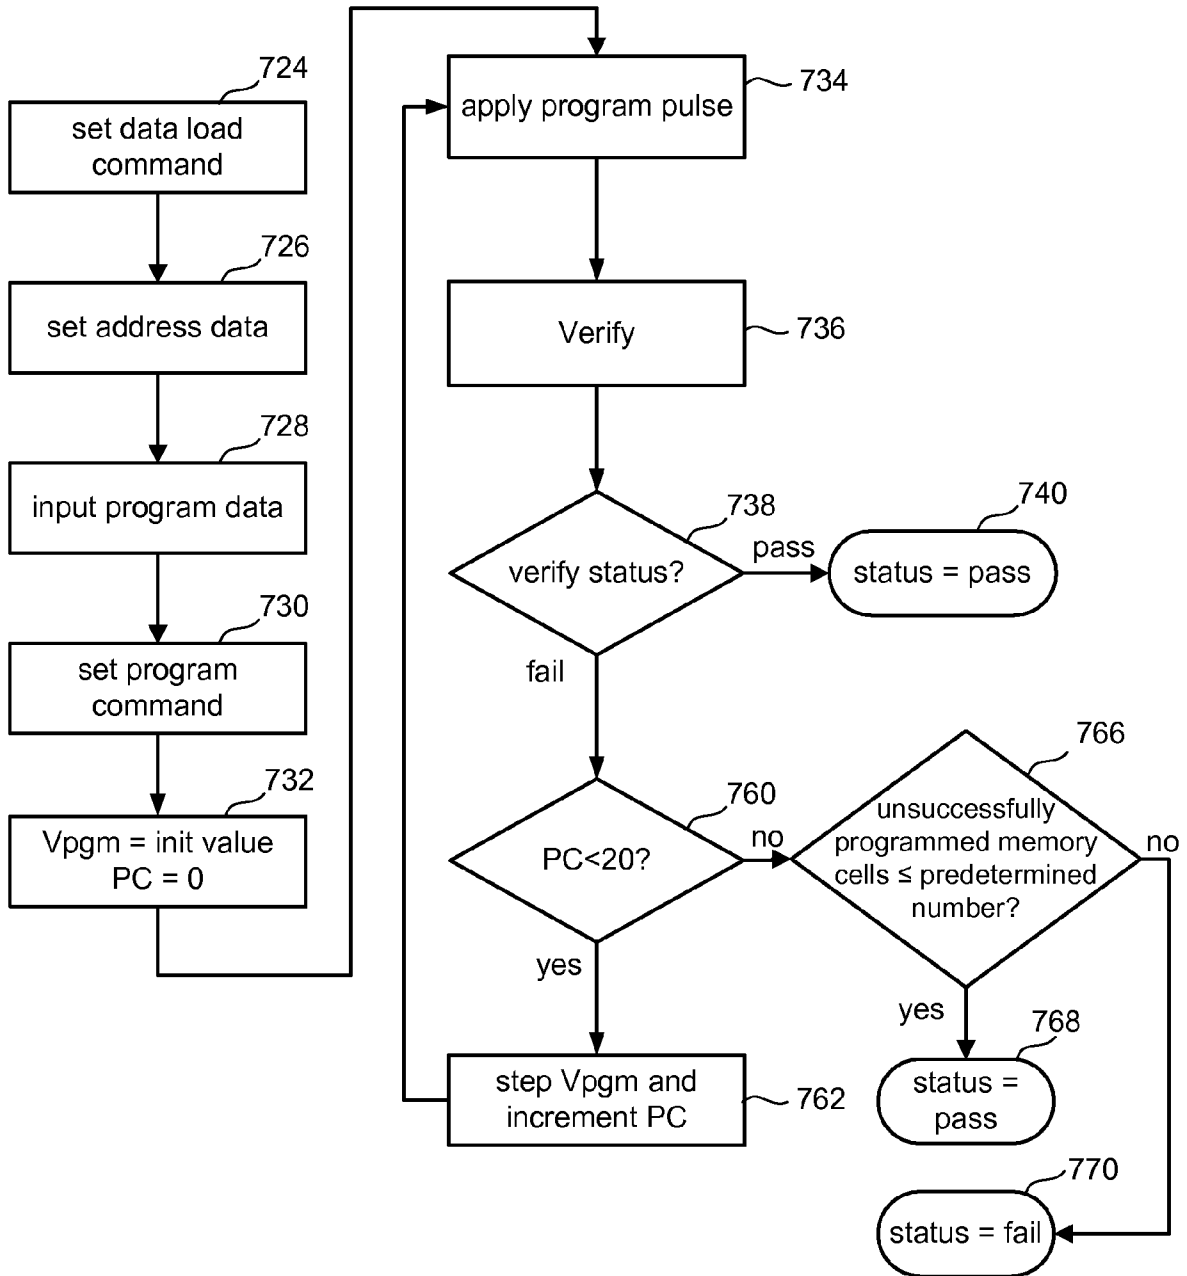 724
set data load
command
726
set address data
728
input program data
730
set program
command
732
Vpgm = init value
PC = 0
734
apply program pulse
736
Verify
738
verify status?
pass
740
status = pass
fail
760
PC<20?
no
766
unsuccessfully
programmed memory
cells ≤ predetermined
number?
no
yes
762
step Vpgm and
increment PC
yes
768
status =
pass
770
status = fail